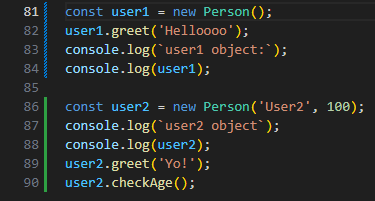 81 const user1 = new Person();
82 user1.greet('Helloooo');
83 console.log(`user1 object:`);
84 console.log(user1);
85
86 const user2 = new Person('User2', 100);
87 console.log(`user2 object`);
88 console.log(user2);
89 user2.greet('Yo!');
90 user2.checkAge();